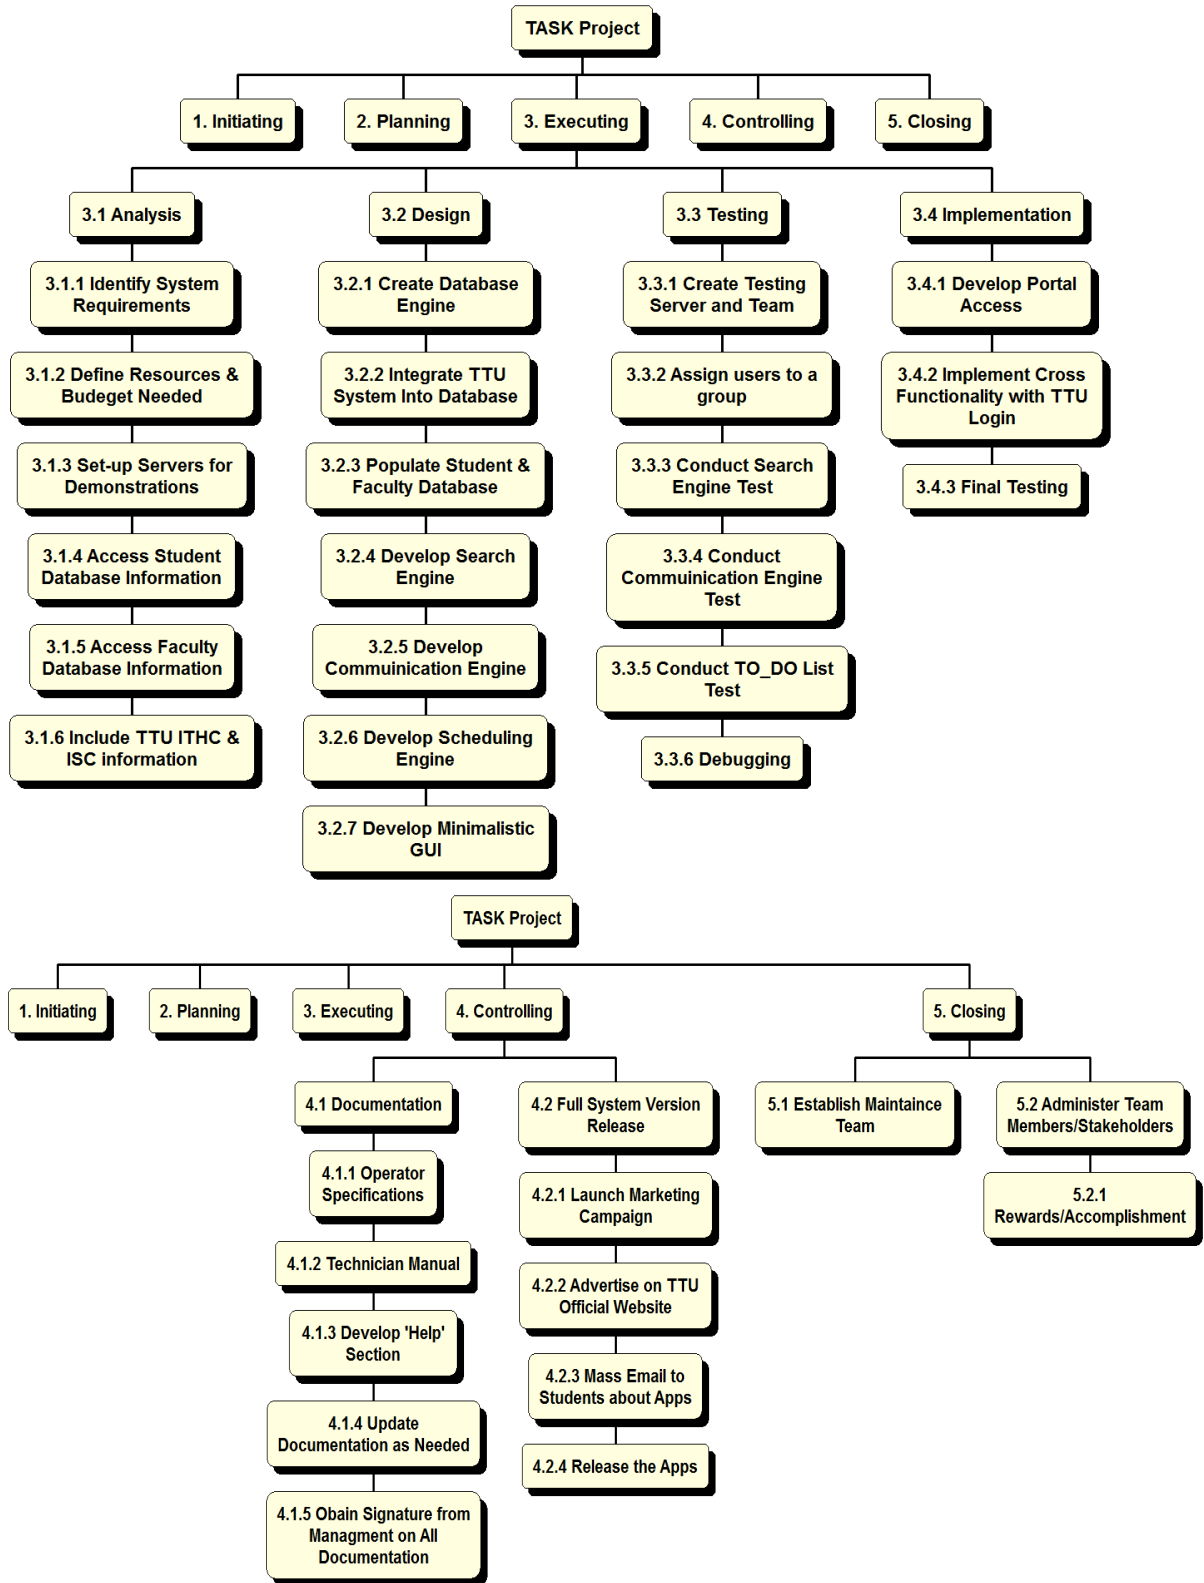 TASK Project
1. Initiating
2. Planning
3. Executing
4. Controlling
5. Closing
3.1 Analysis
3.2 Design
3.3 Testing
3.4 Implementation
3.1.1 Identify System
Requirements
3.1.2 Define Resources &
Budeget Needed
3.1.3 Set-up Servers for
Demonstrations
3.1.4 Access Student
Database Information
3.1.5 Access Faculty
Database Information
3.1.6 Include TTU ITHC &
ISC information
3.2.1 Create Database
Engine
3.2.2 Integrate TTU
System Into Database
3.2.3 Populate Student &
Faculty Database
3.2.4 Develop Search
Engine
3.2.5 Develop
Commuinication Engine
3.2.6 Develop Scheduling
Engine
3.2.7 Develop Minimalistic
GUI
3.3.1 Create Testing
Server and Team
3.3.2 Assign users to a
group
3.3.3 Conduct Search
Engine Test
3.3.4 Conduct
Commuinication Engine
Test
3.3.5 Conduct TO_DO List
Test
3.3.6 Debugging
3.4.1 Develop Portal
Access
3.4.2 Implement Cross
Functionality with TTU
Login
3.4.3 Final Testing
TASK Project
1. Initiating
2. Planning
3. Executing
4. Controlling
5. Closing
4.1 Documentation
4.1.1 Operator
Specifications
4.1.2 Technician Manual
4.1.3 Develop 'Help'
Section
4.1.4 Update
Documentation as Needed
4.1.5 Obain Signature from
Managment on All
Documentation
4.2 Full System Version
Release
4.2.1 Launch Marketing
Campaign
4.2.2 Advertise on TTU
Official Website
4.2.3 Mass Email to
Students about Apps
4.2.4 Release the Apps
5.1 Establish Maintaince
Team
5.2 Administer Team
Members/Stakeholders
5.2.1
Rewards/Accomplishment